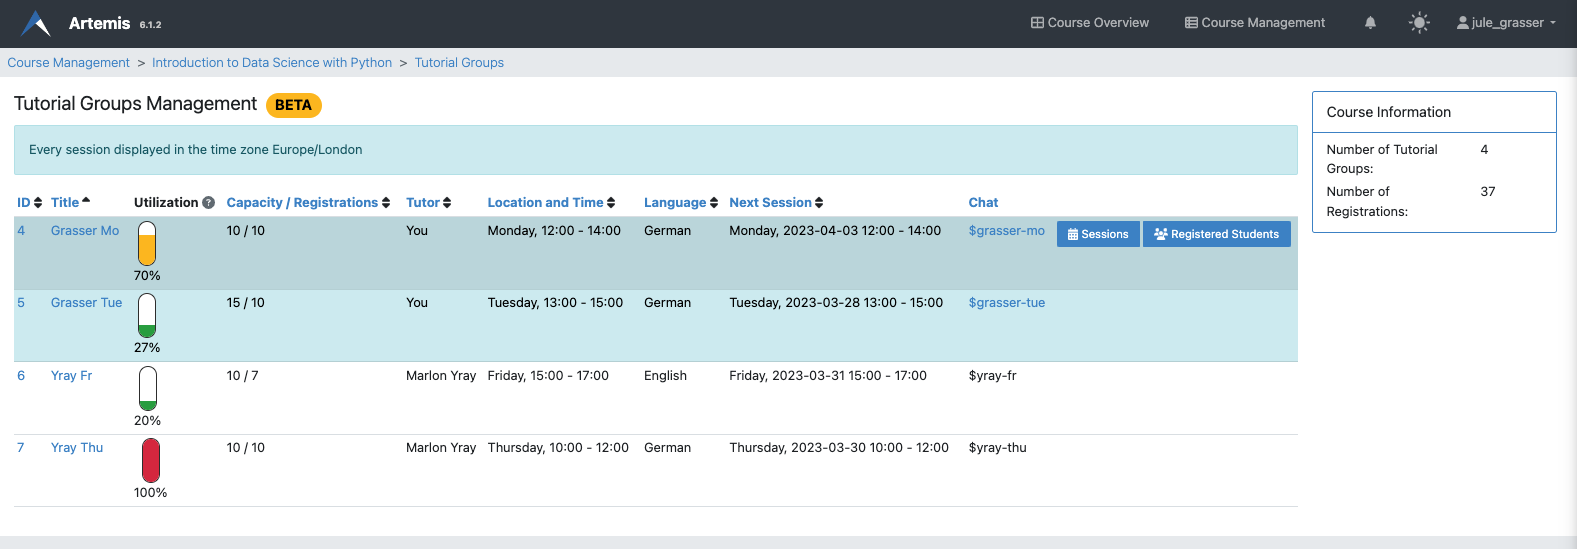 Artemis 6.1.2 Course Overview Course Management jule_grasser
Course Management > Introduction to Data Science with Python > Tutorial Groups
Tutorial Groups Management BETA
Every session displayed in the time zone Europe/London
ID Title Utilization ? Capacity / Registrations Tutor Location and Time Language Next Session Chat
4 Grasser Mo 10 / 10 You Monday, 12:00 - 14:00 German Monday, 2023-04-03 12:00 - 14:00 $grasser-mo Sessions Registered Students
70%
5 Grasser Tue 15 / 10 You Tuesday, 13:00 - 15:00 German Tuesday, 2023-03-28 13:00 - 15:00 $grasser-tue
27%
6 Yray Fr 10 / 7 Marlon Yray Friday, 15:00 - 17:00 English Friday, 2023-03-31 15:00 - 17:00 $yray-fr
20%
7 Yray Thu 10 / 10 Marlon Yray Thursday, 10:00 - 12:00 German Thursday, 2023-03-30 10:00 - 12:00 $yray-thu
100%
Course Information
Number of Tutorial 4
Groups:
Number of 37
Registrations: